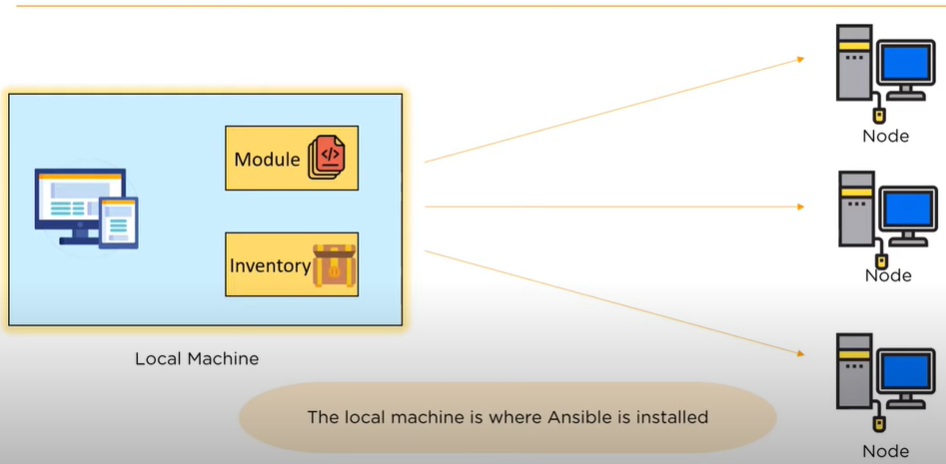 Module
</>
Inventory
Local Machine
Node
Node
Node
The local machine is where Ansible is installed